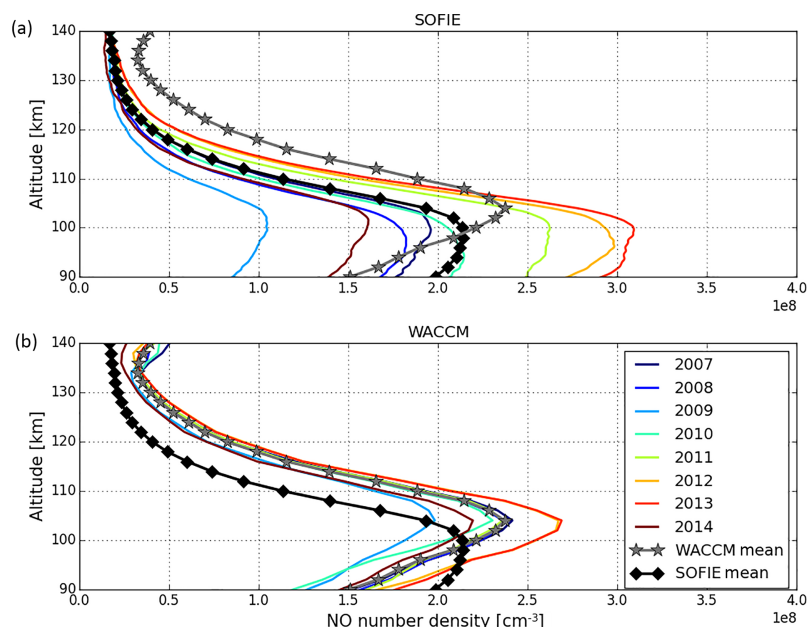 (a)
SOFIE
Altitude [km]
140
130
120
110
100
90
0.0 0.5 1.0 1.5 2.0 2.5 3.0 3.5 4.0
1e8
(b)
WACCM
Altitude [km]
140
130
120
110
100
90
2007
2008
2009
2010
2011
2012
2013
2014
WACCM mean
SOFIE mean
0.0 0.5 1.0 1.5 2.0 2.5 3.0 3.5 4.0
NO number density [cm⁻³]
1e8